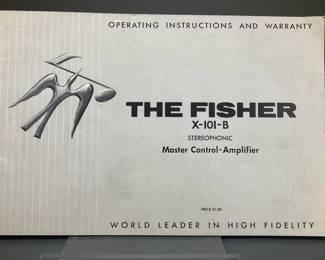 OPERATING INSTRUCTIONS AND WARRANTY
THE FISHER
X-101-B
STEREOPHONIC
Master Control-Amplifier
PRICE $1.00
WORLD LEADER IN HIGH FIDELITY